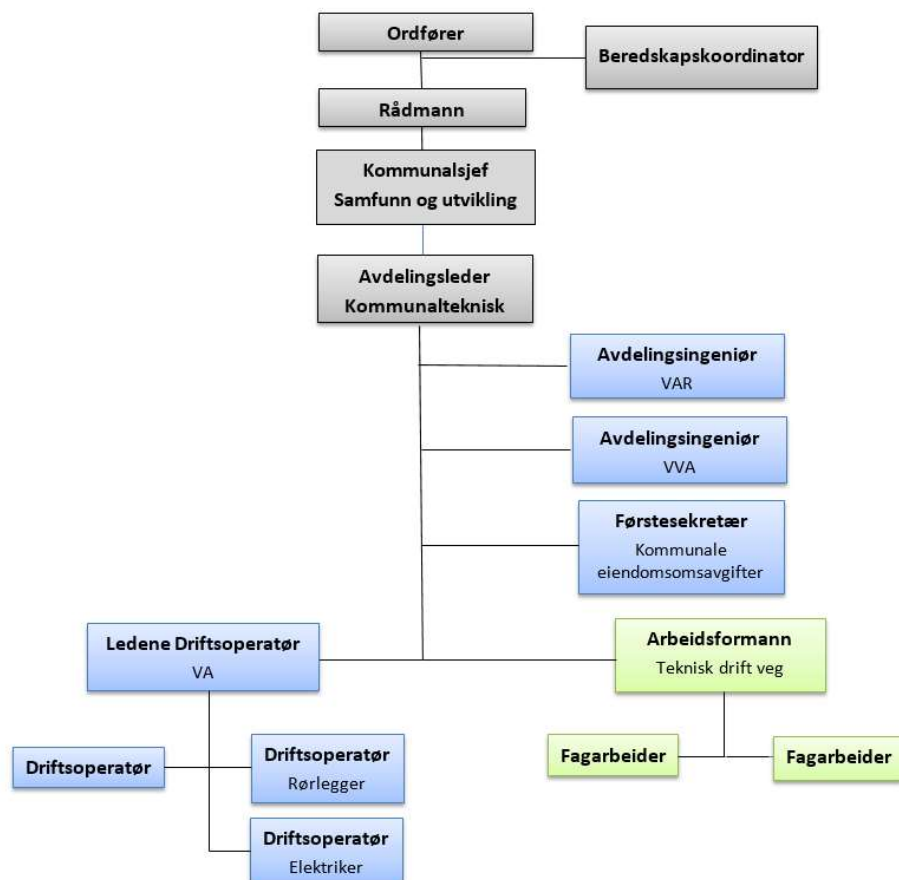 Ordfører
Beredskapskoordinator
Rådmann
Kommunalsjef
Samfunn og utvikling
Avdelingsleder
Kommunalteknisk
Avdelingsingeniør
VAR
Avdelingsingeniør
VVA
Førstesekretær
Kommunale
eiendomsomsavgifter
Ledene Driftsoperatør
VA
Arbeidsformann
Teknisk drift veg
Driftsoperatør
Driftsoperatør
Rørlegger
Fagarbeider
Fagarbeider
Driftsoperatør
Elektriker